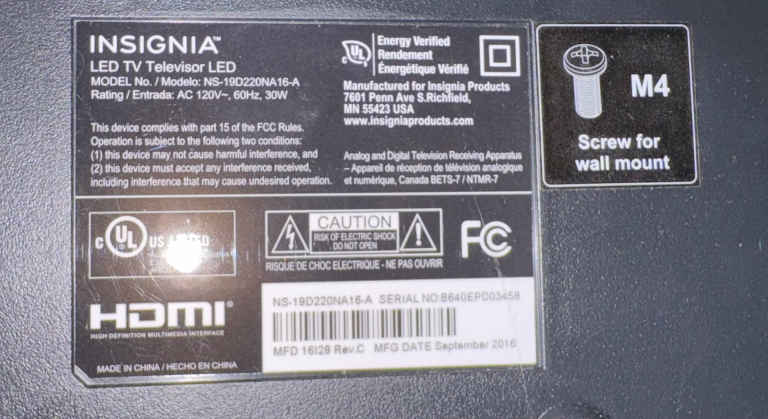 INSIGNIA™
LED TV Televisor LED
MODEL No. / Modelo: NS-19D220NA16-A
Rating / Entrada: AC 120V~, 60Hz, 30W
This device complies with part 15 of the FCC Rules.
Operation is subject to the following two conditions:
(1) this device may not cause harmful interference, and
(2) this device must accept any interference received,
including interference that may cause undesired operation.
c UL
Energy Verified
Rendement
Énergétique Vérifié
Manufactured for Insignia Products
7601 Penn Ave S.Richfield,
MN 55423 USA
www.insigniaproducts.com
Analog and Digital Television Receiving Apparatus
– Appareil de réception de télévision analogique
et numérique, Canada BETS-7 / NTMR-7
M4
Screw for
wall mount
c UL US LISTED
CAUTION
RISK OF ELECTRIC SHOCK
DO NOT OPEN
RISQUE DE CHOC ELECTRIQUE - NE PAS OUVRIR
FC
HDMI®
HIGH DEFINITION MULTIMEDIA INTERFACE
MADE IN CHINA / HECHO EN CHINA
NS-19D220NA16-A SERIAL NO:B640EPD03458
MFD 16I29 Rev.C MFG DATE September 2016